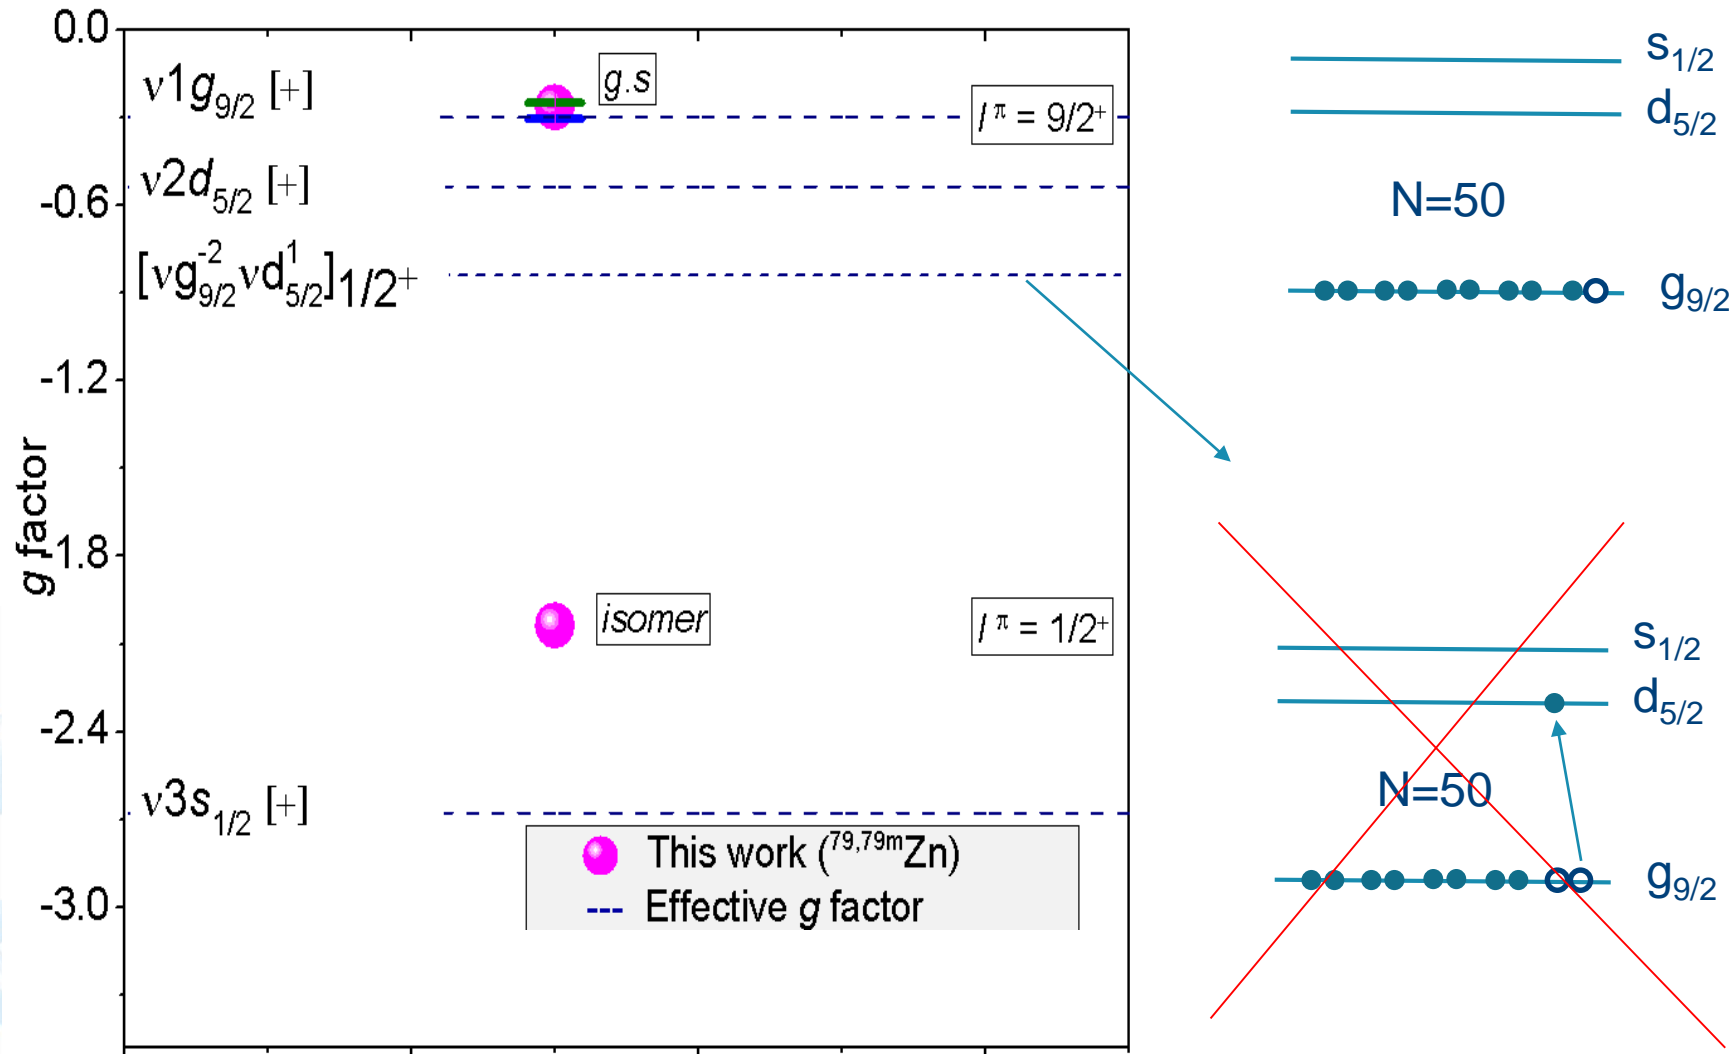 0.0
-0.6
-1.2
-1.8
-2.4
-3.0
g factor
ν1g9/2 [+]
ν2d5/2 [+]
[νg-29/2νd15/2]1/2+
ν3s1/2 [+]
g.s
I π = 9/2+
isomer
I π = 1/2+
This work (79,79mZn)
Effective g factor
s1/2
d5/2
N=50
g9/2
s1/2
d5/2
N=50
g9/2